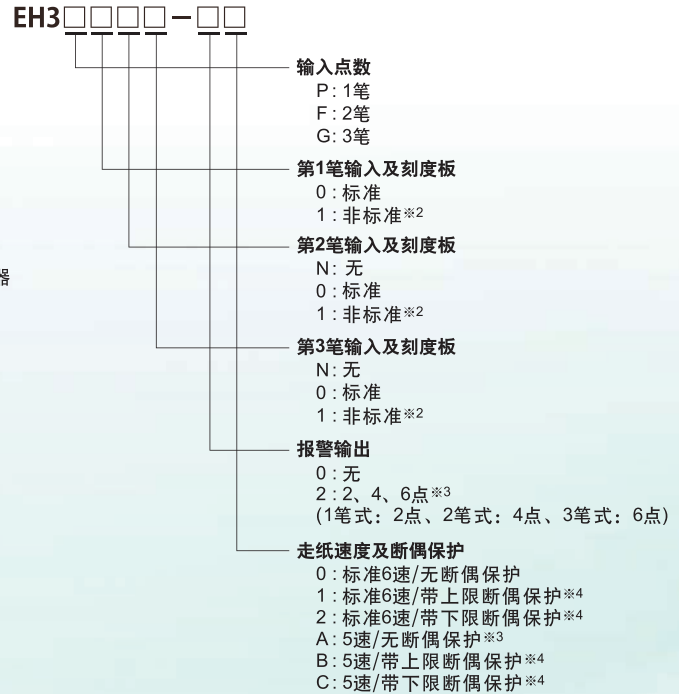 EH3□□□□-□□
输入点数
P:1笔
F:2笔
G:3笔
第1笔输入及刻度板
0:标准
1:非标准※2
第2笔输入及刻度板
N:无
0:标准
1:非标准※2
器
第3笔输入及刻度板
N:无
0:标准
1:非标准※2
报警输出
0:无
2:2、4、6点※3
(1笔式：2点、2笔式：4点、3笔式：6点)
走纸速度及断偶保护
0:标准6速/无断偶保护
1:标准6速/带上限断偶保护※4
2:标准6速/带下限断偶保护※4
A:5速/无断偶保护※3
B:5速/带上限断偶保护※4
C:5速/带下限断偶保护※4